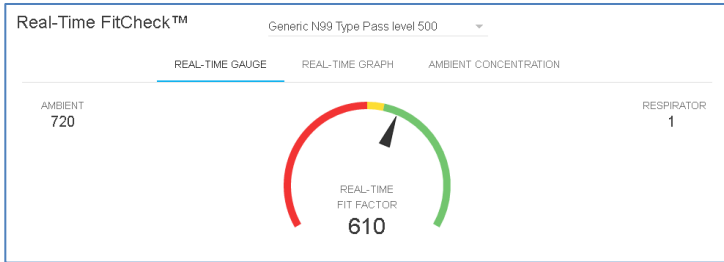 Real-Time FitCheck™
Generic N99 Type Pass level 500
REAL-TIME GAUGE
REAL-TIME GRAPH
AMBIENT CONCENTRATION
AMBIENT
720
RESPIRATOR
1
REAL-TIME
FIT FACTOR
610